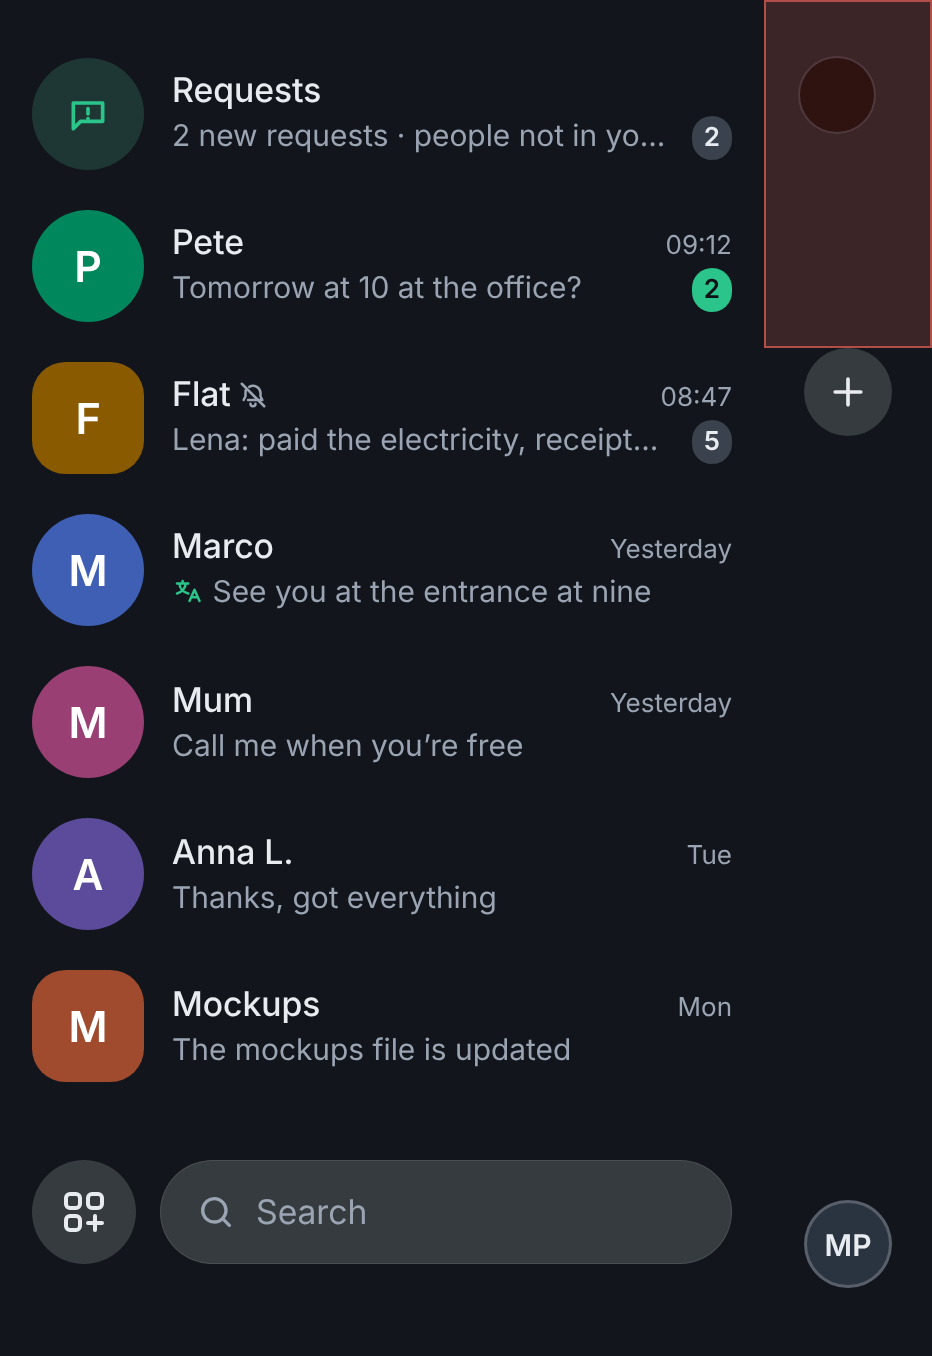 Requests
2 new requests · people not in yo... 2
P Pete 09:12
Tomorrow at 10 at the office? 2
F Flat 08:47
Lena: paid the electricity, receipt... 5
M Marco Yesterday
See you at the entrance at nine
M Mum Yesterday
Call me when you’re free
A Anna L. Tue
Thanks, got everything
M Mockups Mon
The mockups file is updated
Search
MP